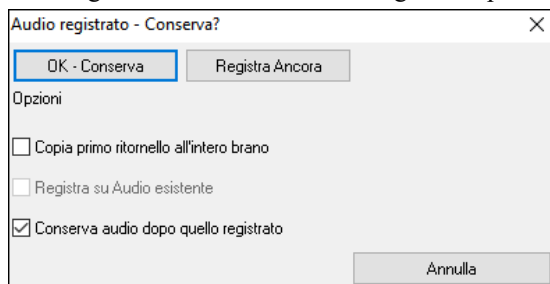 Audio registrato - Conserva?
OK - Conserva Registra Ancora
Opzioni
Copia primo ritornello all'intero brano
Registra su Audio esistente
Conserva audio dopo quello registrato
Annulla